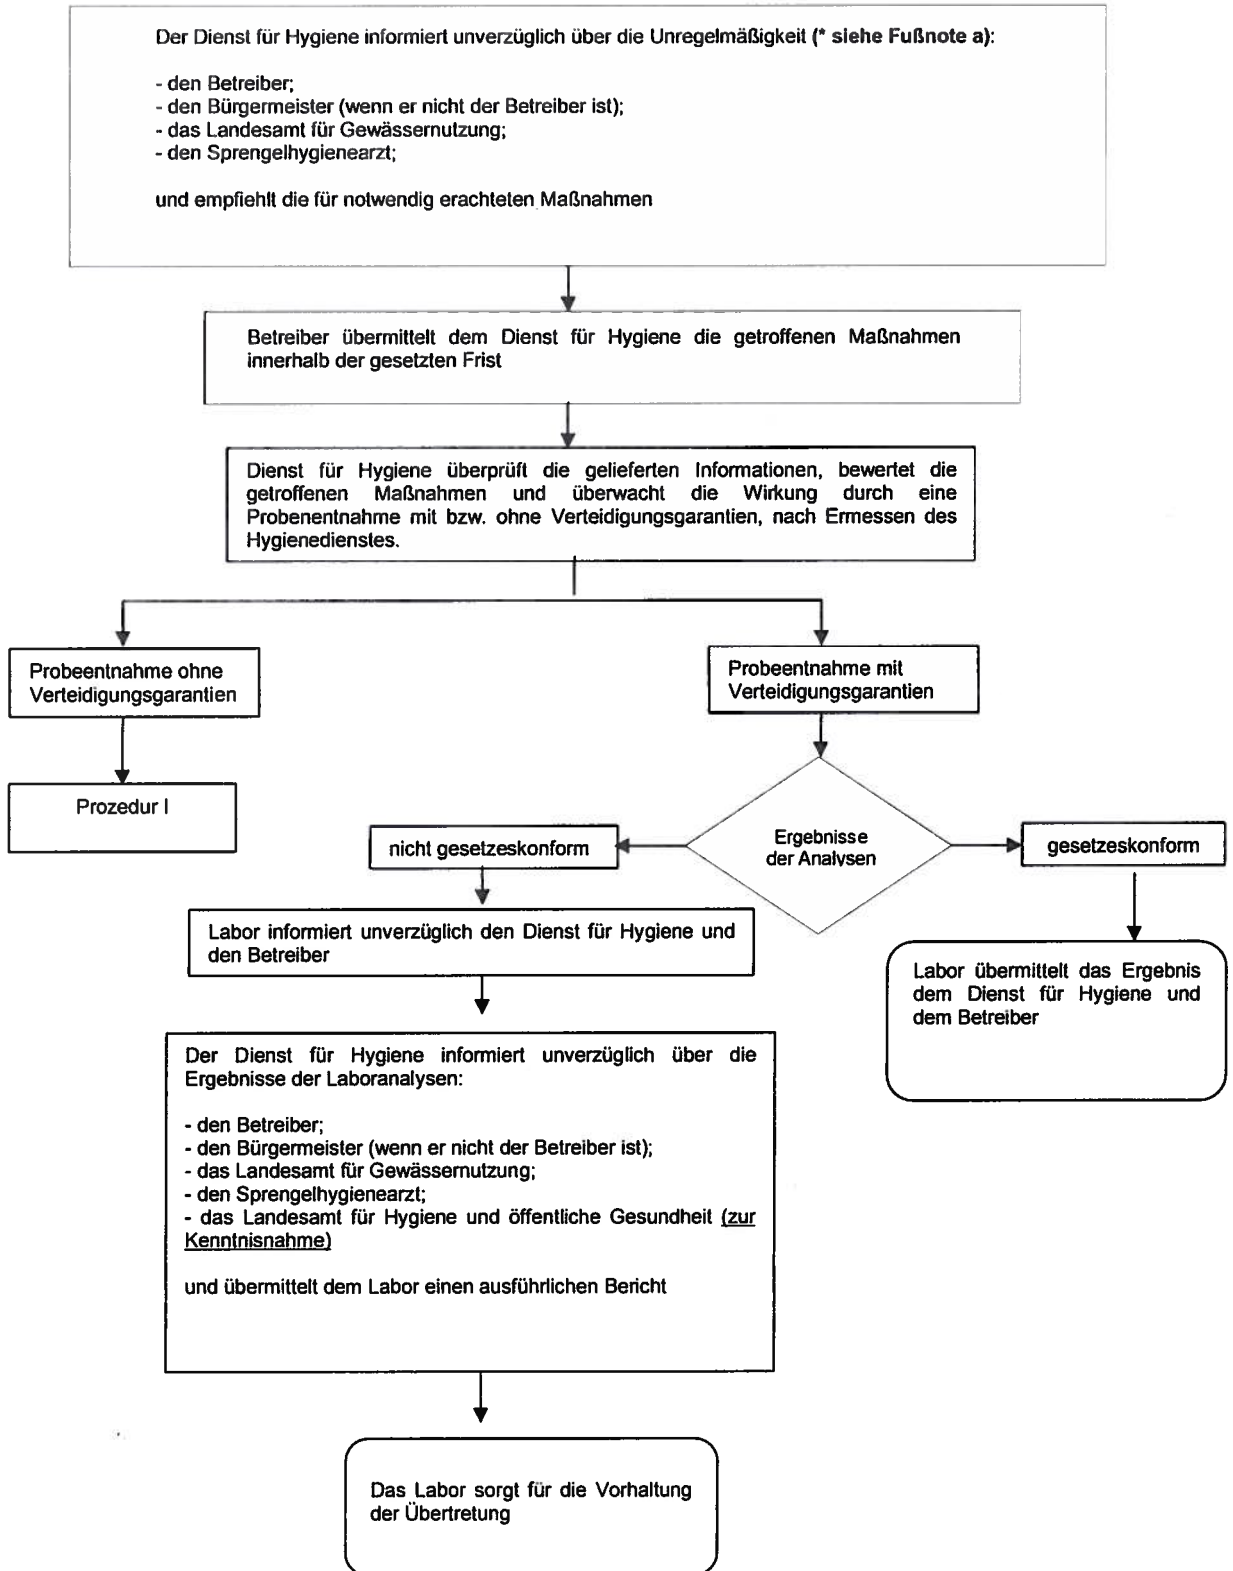 Der Dienst für Hygiene informiert unverzüglich über die Unregelmäßigkeit (* siehe Fußnote a):
- den Betreiber;
- den Bürgermeister (wenn er nicht der Betreiber ist);
- das Landesamt für Gewässernutzung;
- den Sprengelhygienearzt;
und empfiehlt die für notwendig erachteten Maßnahmen
Betreiber übermittelt dem Dienst für Hygiene die getroffenen Maßnahmen
innerhalb der gesetzten Frist
Dienst für Hygiene überprüft die gelieferten Informationen, bewertet die
getroffenen Maßnahmen und überwacht die Wirkung durch eine
Probenentnahme mit bzw. ohne Verteidigungsgarantien, nach Ermessen des
Hygienedienstes.
Probeentnahme ohne
Verteidigungsgarantien
Probeentnahme mit
Verteidigungsgarantien
Prozedur I
nicht gesetzeskonform
Ergebnisse
der Analysen
gesetzeskonform
Labor informiert unverzüglich den Dienst für Hygiene und
den Betreiber
Labor übermittelt das Ergebnis
dem Dienst für Hygiene und
dem Betreiber
Der Dienst für Hygiene informiert unverzüglich über die
Ergebnisse der Laboranalysen:
- den Betreiber;
- den Bürgermeister (wenn er nicht der Betreiber ist);
- das Landesamt für Gewässernutzung;
- den Sprengelhygienearzt;
- das Landesamt für Hygiene und öffentliche Gesundheit (zur
Kenntnisnahme)
und übermittelt dem Labor einen ausführlichen Bericht
Das Labor sorgt für die Vorhaltung
der Übertretung